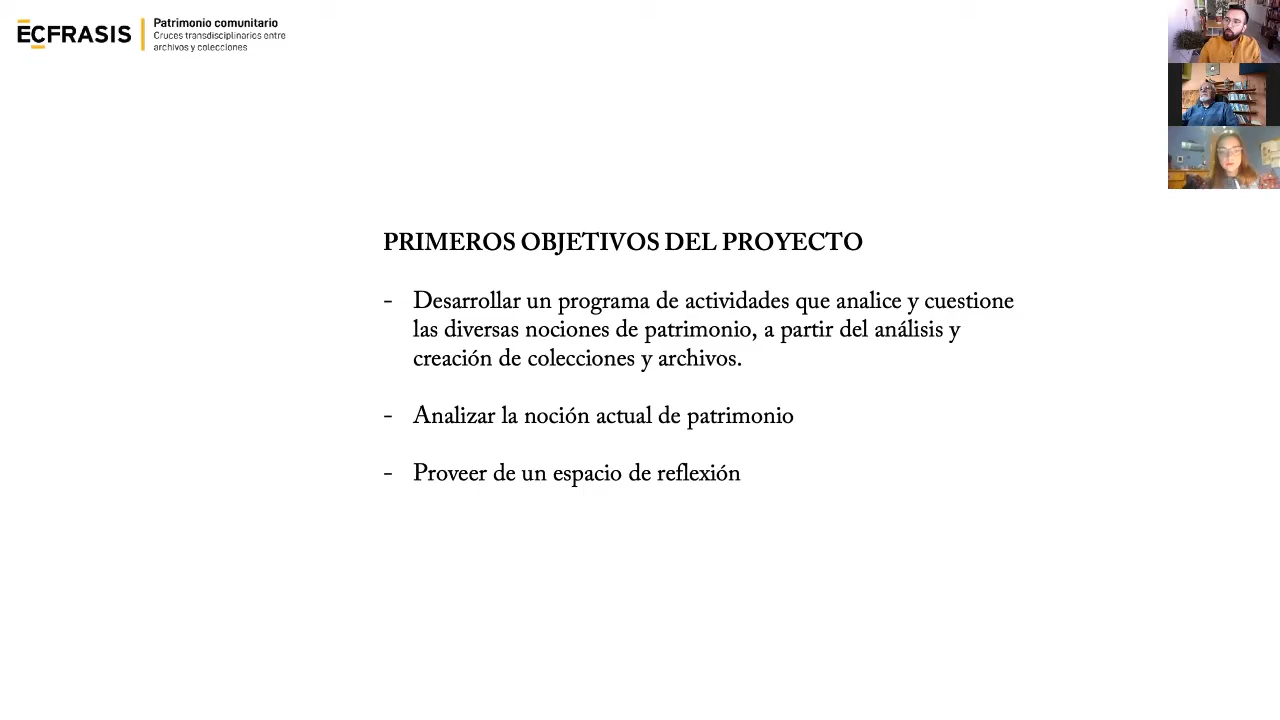 ECFRASIS
Patrimonio comunitario
Cruces transdisciplinarios entre
archivos y colecciones
PRIMEROS OBJETIVOS DEL PROYECTO
- Desarrollar un programa de actividades que analice y cuestione
las diversas nociones de patrimonio, a partir del análisis y
creación de colecciones y archivos.
- Analizar la noción actual de patrimonio
- Proveer de un espacio de reflexión